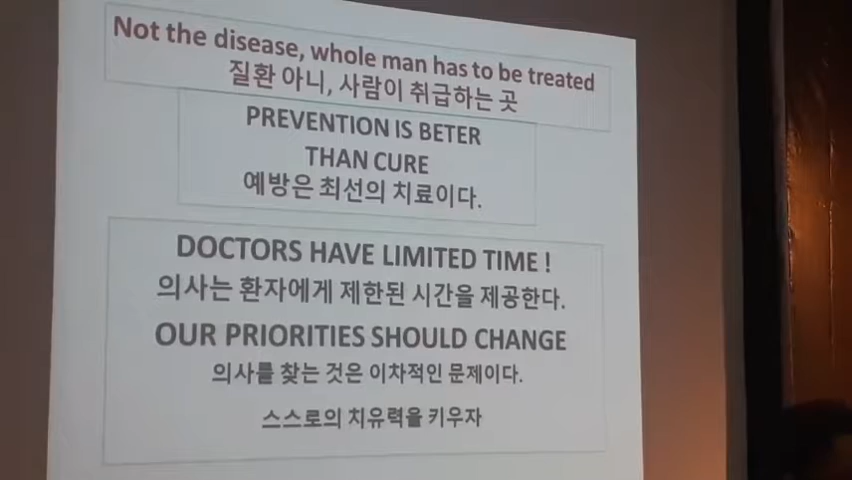 Not the disease, whole man has to be treated
질환 아니, 사람이 취급하는 곳
PREVENTION IS BETER
THAN CURE
예방은 최선의 치료이다.
DOCTORS HAVE LIMITED TIME !
의사는 환자에게 제한된 시간을 제공한다.
OUR PRIORITIES SHOULD CHANGE
의사를 찾는 것은 이차적인 문제이다.
스스로의 치유력을 키우자